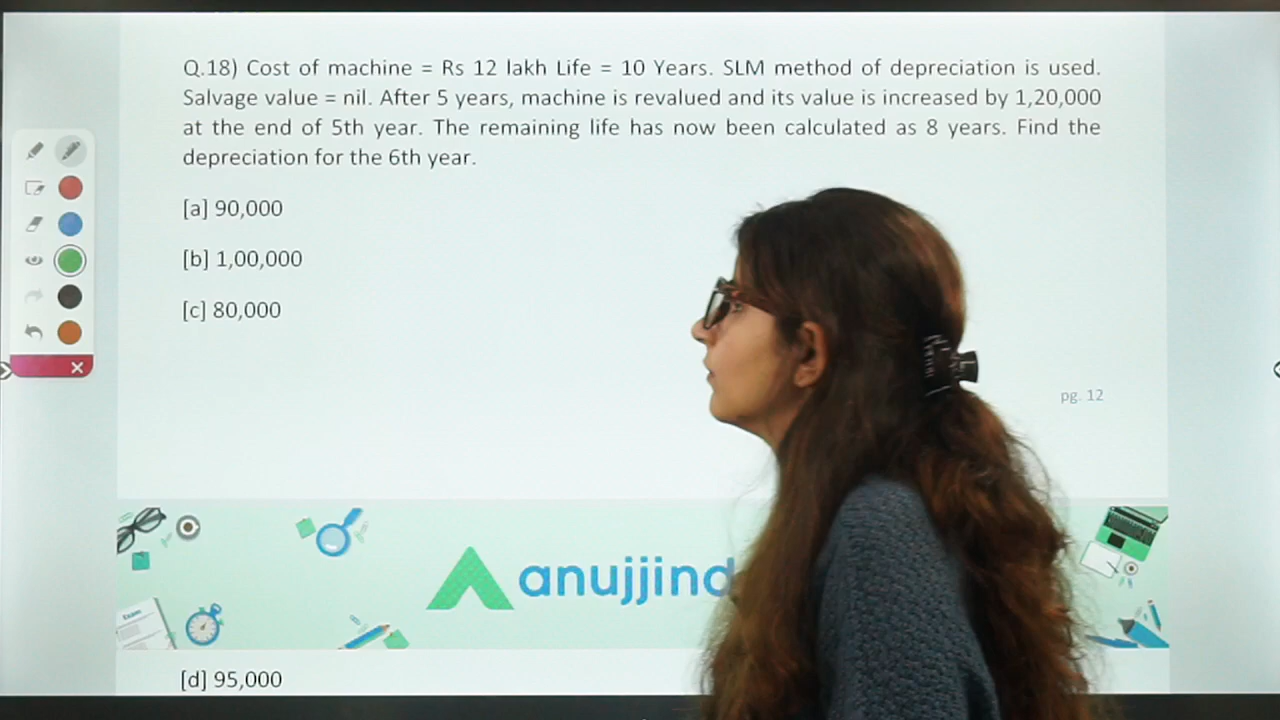 Q.18) Cost of machine = Rs 12 lakh Life = 10 Years. SLM method of depreciation is used.
Salvage value = nil. After 5 years, machine is revalued and its value is increased by 1,20,000
at the end of 5th year. The remaining life has now been calculated as 8 years. Find the
depreciation for the 6th year.
[a] 90,000
[b] 1,00,000
[c] 80,000
pg. 12
anujjind
[d] 95,000